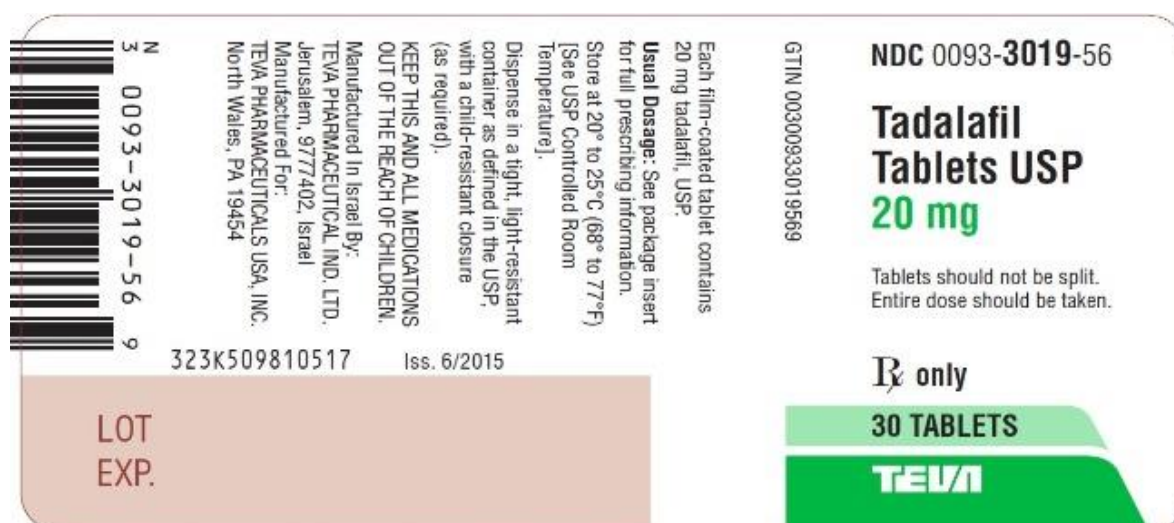 NDC 0093-3019-56
Tadalafil
Tablets USP
20 mg
Tablets should not be split.
Entire dose should be taken.
Rx only
30 TABLETS
TEVA
GTIN 00300933019569
Each film-coated tablet contains
20 mg tadalafil, USP.
Usual Dosage: See package insert
for full prescribing information.
Store at 20° to 25°C (68° to 77°F)
[See USP Controlled Room
Temperature].
Dispense in a tight, light-resistant
container as defined in the USP,
with a child-resistant closure
(as required).
KEEP THIS AND ALL MEDICATIONS
OUT OF THE REACH OF CHILDREN.
Manufactured In Israel By:
TEVA PHARMACEUTICAL IND. LTD.
Jerusalem, 9777402, Israel
Manufactured For:
TEVA PHARMACEUTICALS USA, INC.
North Wales, PA 19454
N
3 0093-3019-56 9
323K509810517
Iss. 6/2015
LOT
EXP.